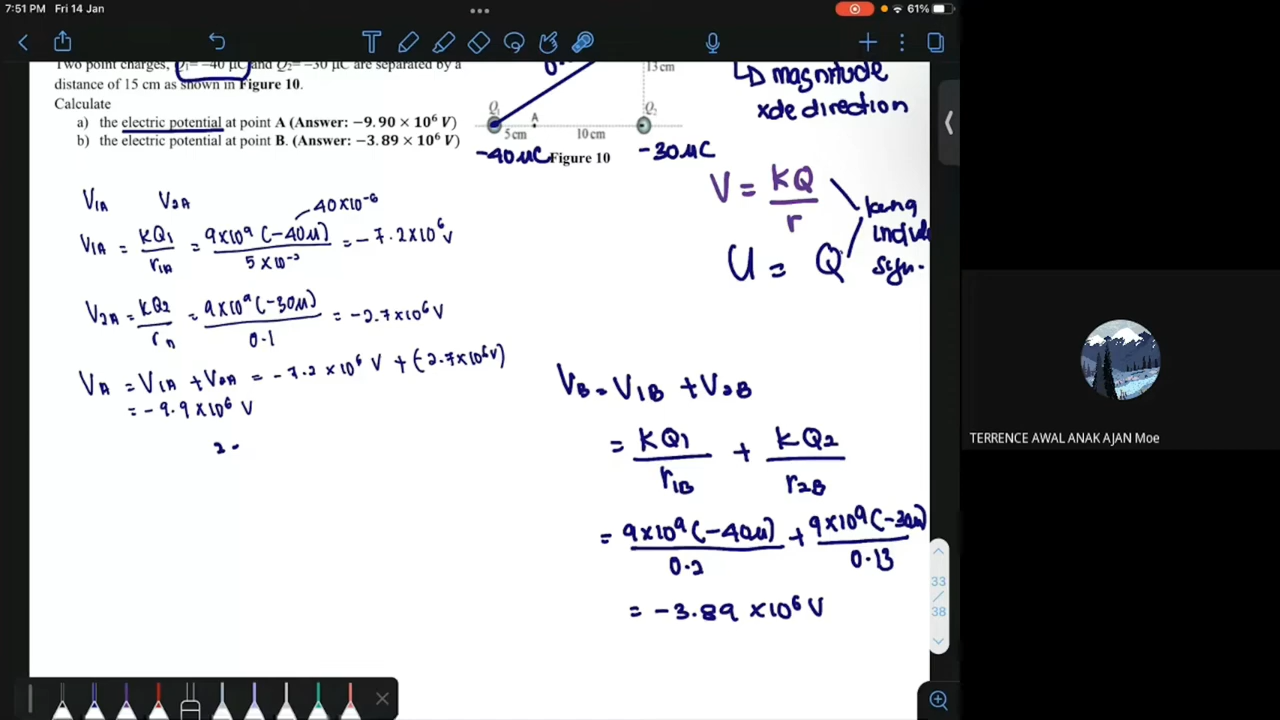 7:51 PM Fri 14 Jan
61%
Two point charges, Q₁= −40 μC and Q₂= −30 μC are separated by a
distance of 15 cm as shown in Figure 10.
Calculate
a) the electric potential at point A (Answer: −9.90 × 10⁶ V)
b) the electric potential at point B. (Answer: −3.89 × 10⁶ V)
13 cm
Q₁
A
Q₂
5 cm
10 cm
-40μC
Figure 10
-30μC
↳ magnitude
xde direction
V = kQ/r
U = Q
kena
include
sign.
V1A V2A
40×10⁻⁶
V1A = kQ1/r1A = 9×10⁹(-40μ)/5×10⁻² = -7.2×10⁶ V
V2A = kQ2/r = 9×10⁹(-30μ)/0.1 = -2.7×10⁶ V
VA = V1A + V2A = -7.2×10⁶ V + (-2.7×10⁶V)
= -9.9×10⁶ V
VB = V1B + V2B
= kQ1/r1B + kQ2/r2B
= 9×10⁹(-40μ)/0.2 + 9×10⁹(-30μ)/0.13
= -3.89 ×10⁶ V
33
/
38
TERRENCE AWAL ANAK AJAN Moe